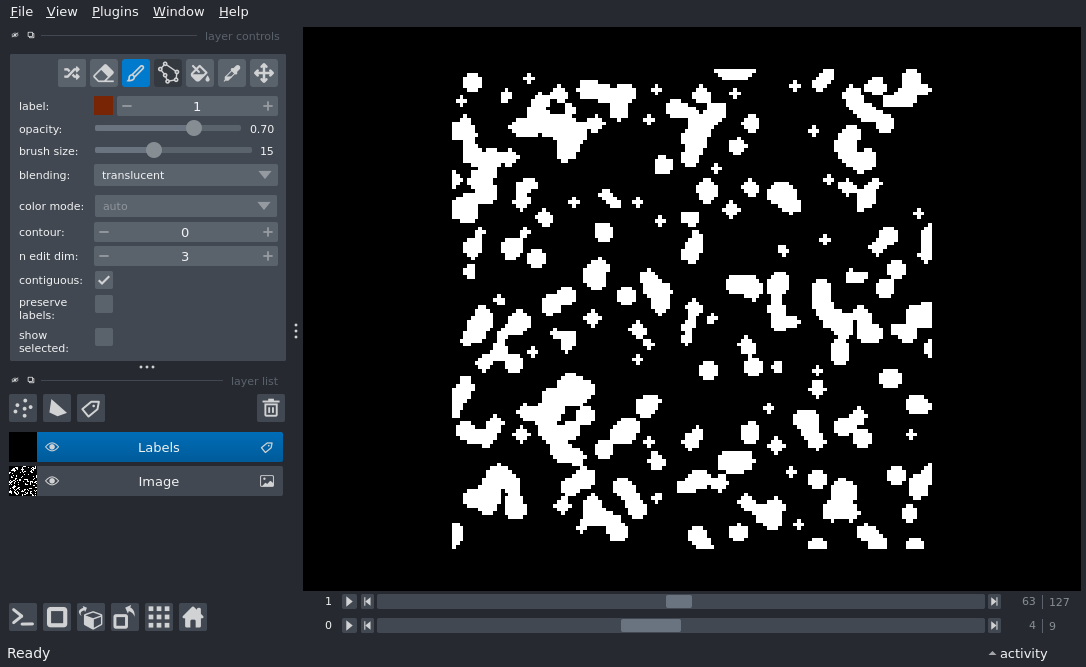 File View Plugins Window Help
layer controls
label: 1
opacity: 0.70
brush size: 15
blending: translucent
color mode: auto
contour: 0
n edit dim: 3
contiguous:
preserve
labels:
show
selected:
layer list
Labels
Image
1 63 127
0 4 9
Ready activity